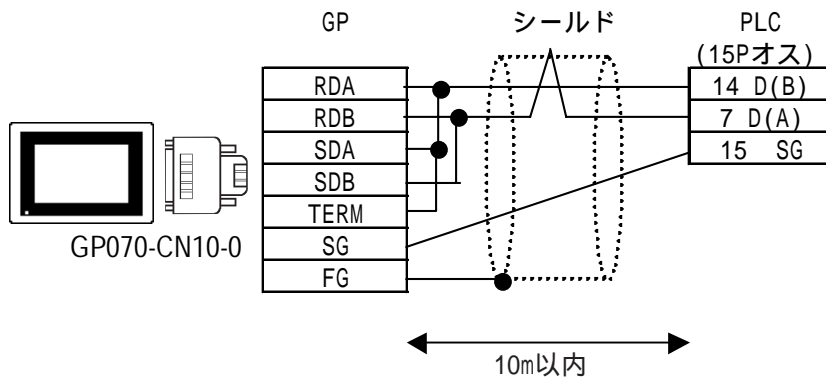 GP
シールド
PLC
(15Pオス)
RDA
RDB
SDA
SDB
TERM
SG
FG
14 D(B)
7 D(A)
15 SG
GP070-CN10-0
10m以内